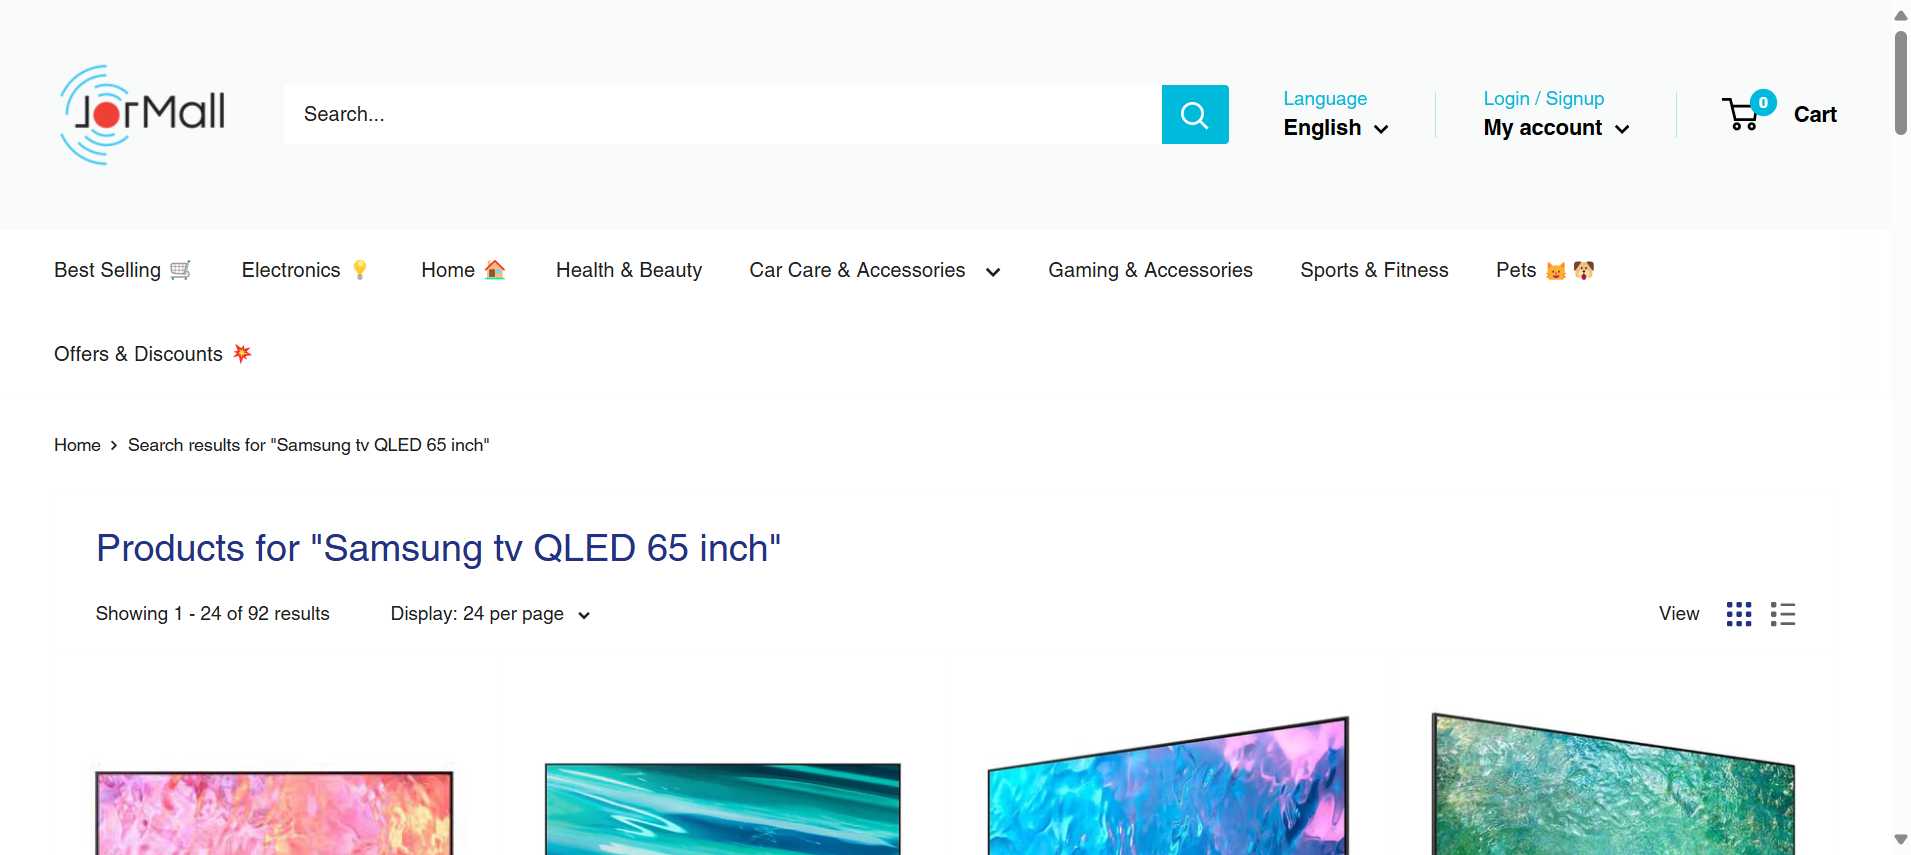 JorMall
Search...
Language
English
Login / Signup
My account
0
Cart
Best Selling 🛒
Electronics 💡
Home 🏠
Health & Beauty
Car Care & Accessories
Gaming & Accessories
Sports & Fitness
Pets 🐱🐶
Offers & Discounts 💥
Home > Search results for "Samsung tv QLED 65 inch"
Products for "Samsung tv QLED 65 inch"
Showing 1 - 24 of 92 results
Display: 24 per page
View